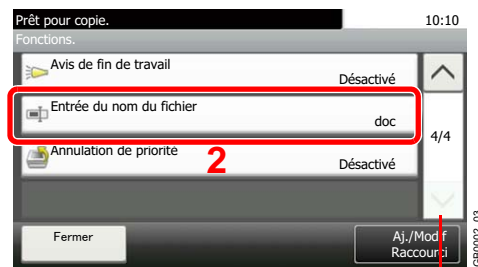 Prêt pour copie. 10:10
Fonctions.
Avis de fin de travail
Désactivé
Entrée du nom du fichier
doc
4/4
Annulation de priorité
2
Désactivé
Fermer
Aj./Modif
Raccourci
GB0002_03